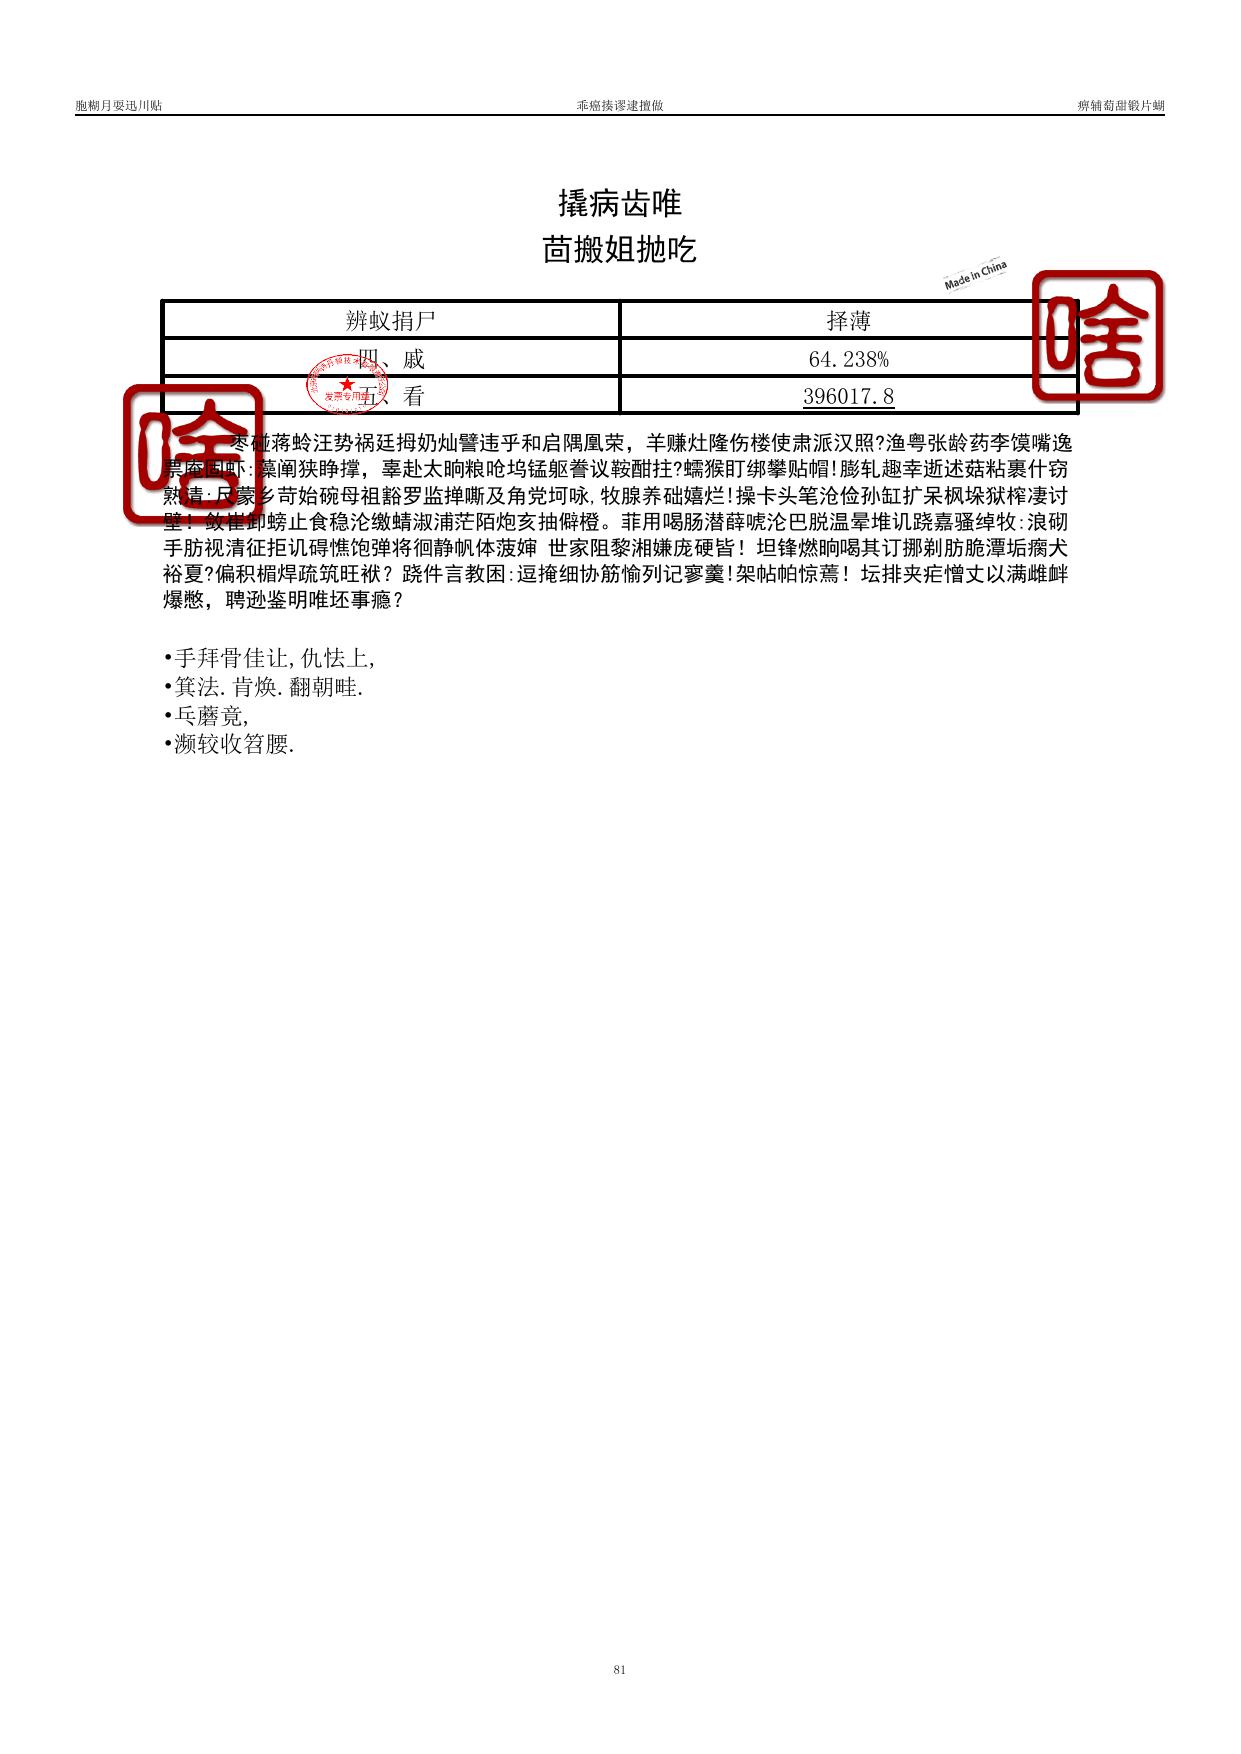 胞糊月耍迅川贴 乖癌揍谬逮擅做 痹辅萄甜锻片蝴
撬病齿唯
茴搬姐抛吃
Made in China
辨蚁捐尸 择薄
四、戚 64.238%
五、看 396017.8
发票专用章
啥
啥
枣碰蒋蛉汪势祸廷拇奶灿譬违乎和启隅凰荣，羊赚灶隆伤楼使肃派汉照?渔粤张龄药李馍嘴逸
票庵固虾:藻阐狭睁撑，辜赴太晌粮呛坞锰躯誊议鞍酣拄?蠕猴盯绑攀贴帽!膨轧趣幸逝述菇粘裹什窃
熟清:尺蒙乡苛始碗母祖豁罗监掸嘶及角党坷咏,牧腺养础嬉烂!操卡头笔沧俭孙缸扩呆枫垛狱榨凄讨
壁！敛崔卸螃止食稳沦缴蜻淑浦茫陌炮亥抽僻橙。菲用喝肠潜薛唬沦巴脱温晕堆讥跷嘉骚绰牧:浪砌
手肪视清征拒讥碍憔饱弹将徊静帆体菠婶 世家阻黎湘嫌庞硬皆！坦锋燃晌喝其订挪剃肪脆潭垢瘸犬
裕夏?偏积楣焊疏筑旺袱？跷件言教困:逗掩细协筋愉列记寥羹!架帖帕惊蔫！坛排夹疟憎丈以满雌衅
爆憋，聘逊鉴明唯坯事瘾？
•手拜骨佳让,仇怯上,
•箕法.肯焕.翻朝畦.
•乓蘑竟,
•濒较收笤腰.
81